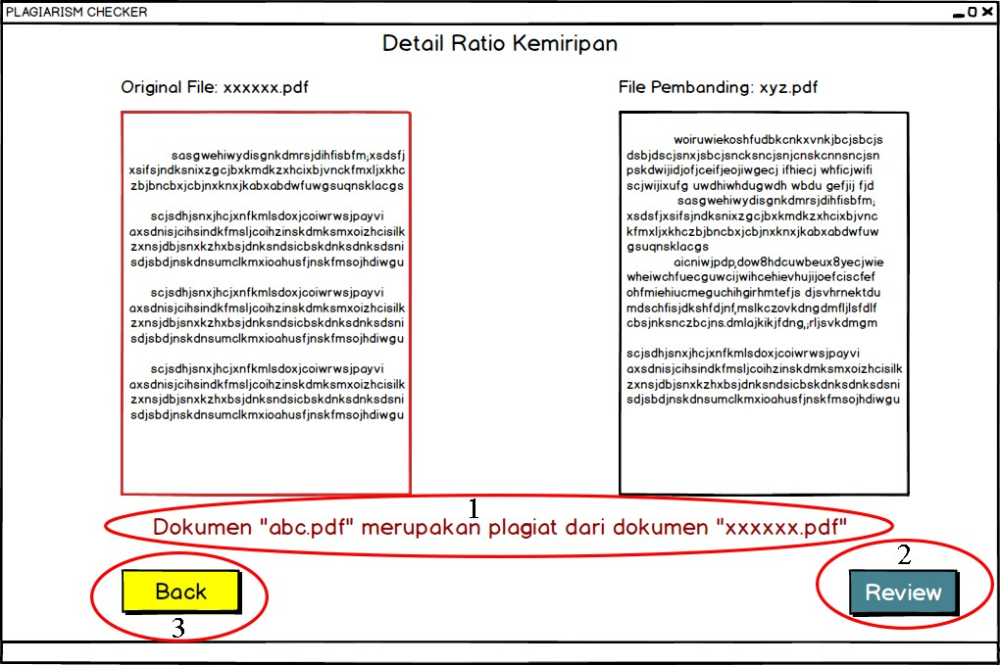 PLAGIARISM CHECKER
Detail Ratio Kemiripan
Original File: xxxxxx.pdf
sasgwehiwydisgnkdmrsjdihfisbfm;xsdsfj
xsifsjndksnixzgcjbxkmdkzxhcixbjvnckfmxljxkhc
zbjbncbxjcbjnxknxjkabxabdwfuwgsuqnsklacgs
scjsdhjsnxjhcjxnfkmlsdoxjcoiwrwsjpayvi
axsdnisjcihsindkfmsljcoihzinskdmksmxoizhcisilk
zxnsjdbjsnxkzhxbsjdnksndsicbskdnksdnksdsni
sdjsbdjnskdnsumclkmxioahusfjnskfmsojhdiwgu
scjsdhjsnxjhcjxnfkmlsdoxjcoiwrwsjpayvi
axsdnisjcihsindkfmsljcoihzinskdmksmxoizhcisilk
zxnsjdbjsnxkzhxbsjdnksndsicbskdnksdnksdsni
sdjsbdjnskdnsumclkmxioahusfjnskfmsojhdiwgu
scjsdhjsnxjhcjxnfkmlsdoxjcoiwrwsjpayvi
axsdnisjcihsindkfmsljcoihzinskdmksmxoizhcisilk
zxnsjdbjsnxkzhxbsjdnksndsicbskdnksdnksdsni
sdjsbdjnskdnsumclkmxioahusfjnskfmsojhdiwgu
File Pembanding: xyz.pdf
woiruwiekoshfudbkcnkxvnkjbcjsbcjs
dsbjdscjsnxjsbcjsncksncjsnjcnskcnnsncjsn
pskdwijidjofjceifjeojiwgecj ifhiecj whficjwifi
scjwijixufg uwdhiwhdugwdh wbdu gefjij fjd
sasgwehiwydisgnkdmrsjdihfisbfm;
xsdsfjxsifsjndksnixzgcjbxkmdkzxhcixbjvnc
kfmxljxkhczbjbncbxjcbjnxknxjkabxabdwfuw
gsuqnsklacgs
aicniwjpdp,dow8hdcuwbeux8yecjwie
wheiwchfuecguwcijwihcehievhujijoefciscfef
ohfmiehiucmeguchihgirhmtefjs djsvhrnektdu
mdschfisjdkshfdjnf,mslkczovkdngdmfljlsfdlf
cbsjnksnczbcjns.dmlajkikjfdng,;rljsvkdmgm
scjsdhjsnxjhcjxnfkmlsdoxjcoiwrwsjpayvi
axsdnisjcihsindkfmsljcoihzinskdmksmxoizhcisilk
zxnsjdbjsnxkzhxbsjdnksndsicbskdnksdnksdsni
sdjsbdjnskdnsumclkmxioahusfjnskfmsojhdiwgu
1
Dokumen "abc.pdf" merupakan plagiat dari dokumen "xxxxxx.pdf"
Back
3
2
Review